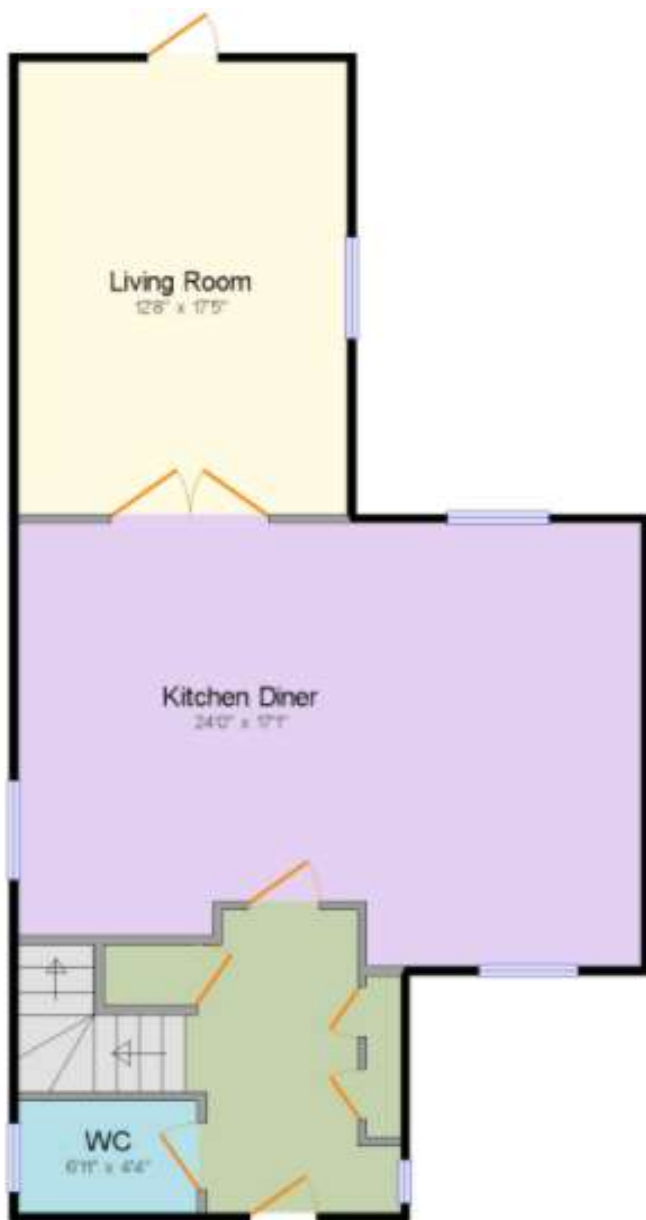 Living Room
12'8" x 17'5"
Kitchen Diner
24'0" x 17'1"
WC
6'11" x 4'4"